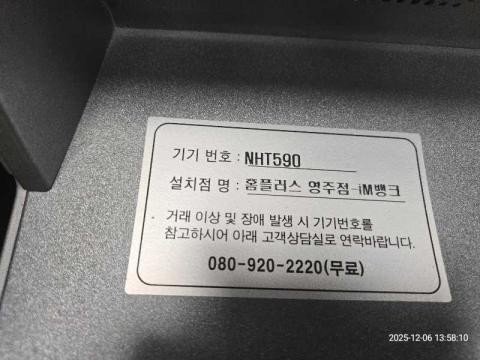 기기 번호 : NHT590
설치점 명 : 홈플러스 영주점-iM뱅크
거래 이상 및 장애 발생 시 기기번호를
참고하시어 아래 고객상담실로 연락바랍니다.
080-920-2220(무료)
2025-12-06 13:58:10